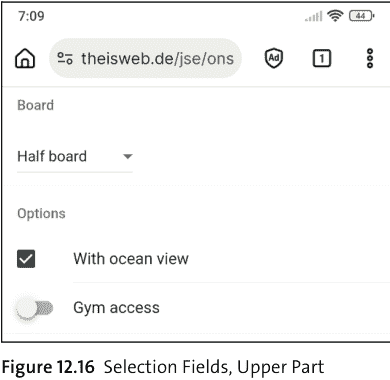 7:09
44
theisweb.de/jse/ons
Ad
1
Board
Half board
Options
With ocean view
Gym access
Figure 12.16 Selection Fields, Upper Part